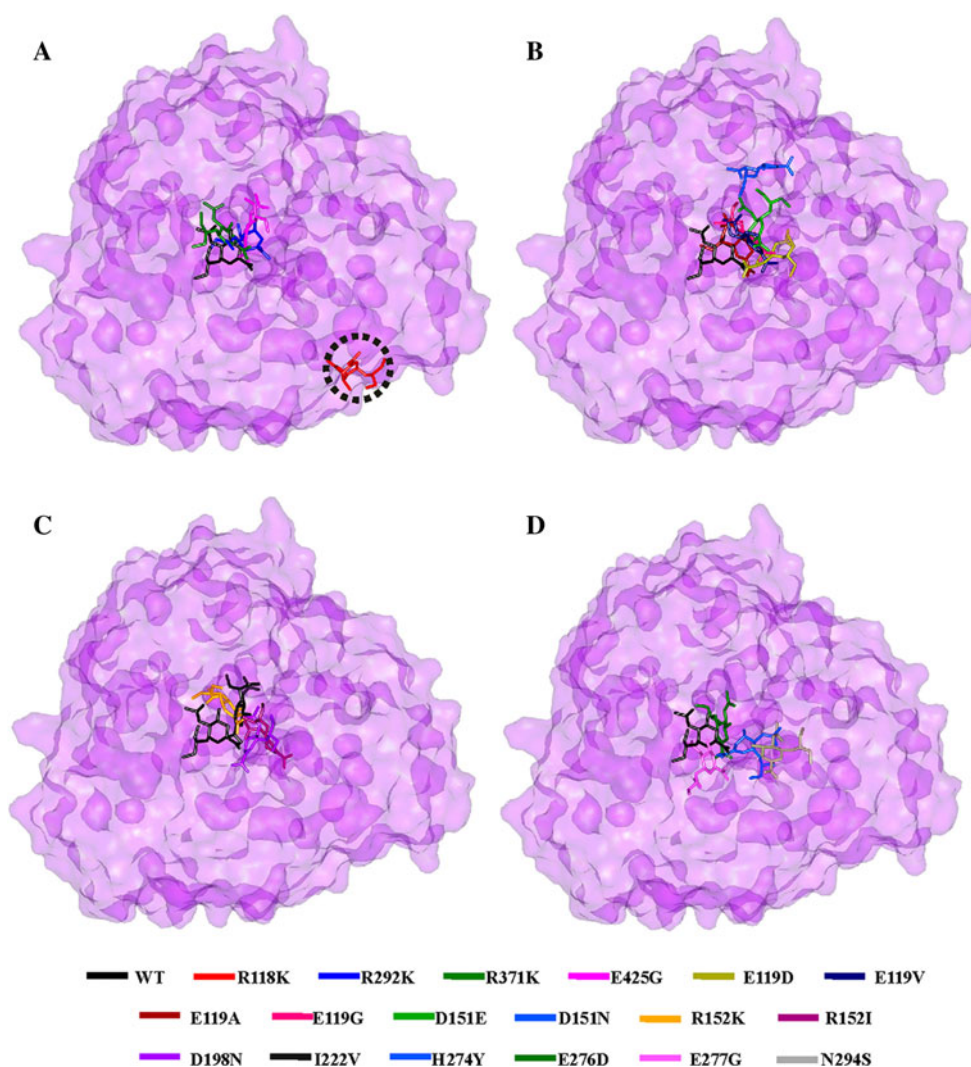 A B
C D
WT R118K R292K R371K E425G E119D E119V
E119A E119G D151E D151N R152K R152I
D198N I222V H274Y E276D E277G N294S